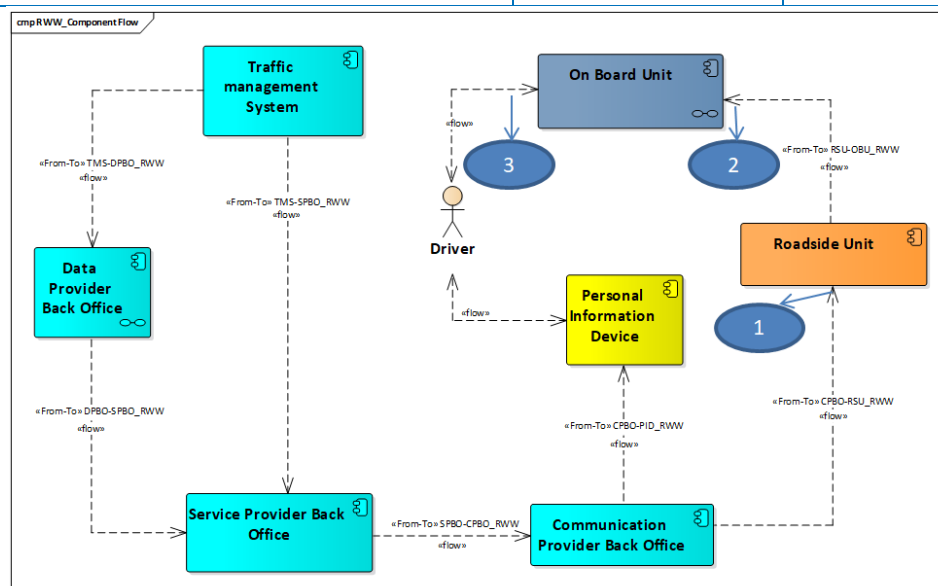 cmp RWW_Component Flow
Traffic
management
System
On Board Unit
«flow»
3
2
«From-To» RSU-OBU_RWW
«flow»
«From-To» TMS-DPBO_RWW
«flow»
«From-To» TMS-SPBO_RWW
«flow»
Driver
Roadside Unit
Data
Provider
Back Office
Personal
Information
Device
«flow»
1
«From-To» DPBO-SPBO_RWW
«flow»
«From-To» CPBO-PID_RWW
«flow»
«From-To» CPBO-RSU_RWW
«flow»
Service Provider Back
Office
«From-To» SPBO-CPBO_RWW
«flow»
Communication
Provider Back Office